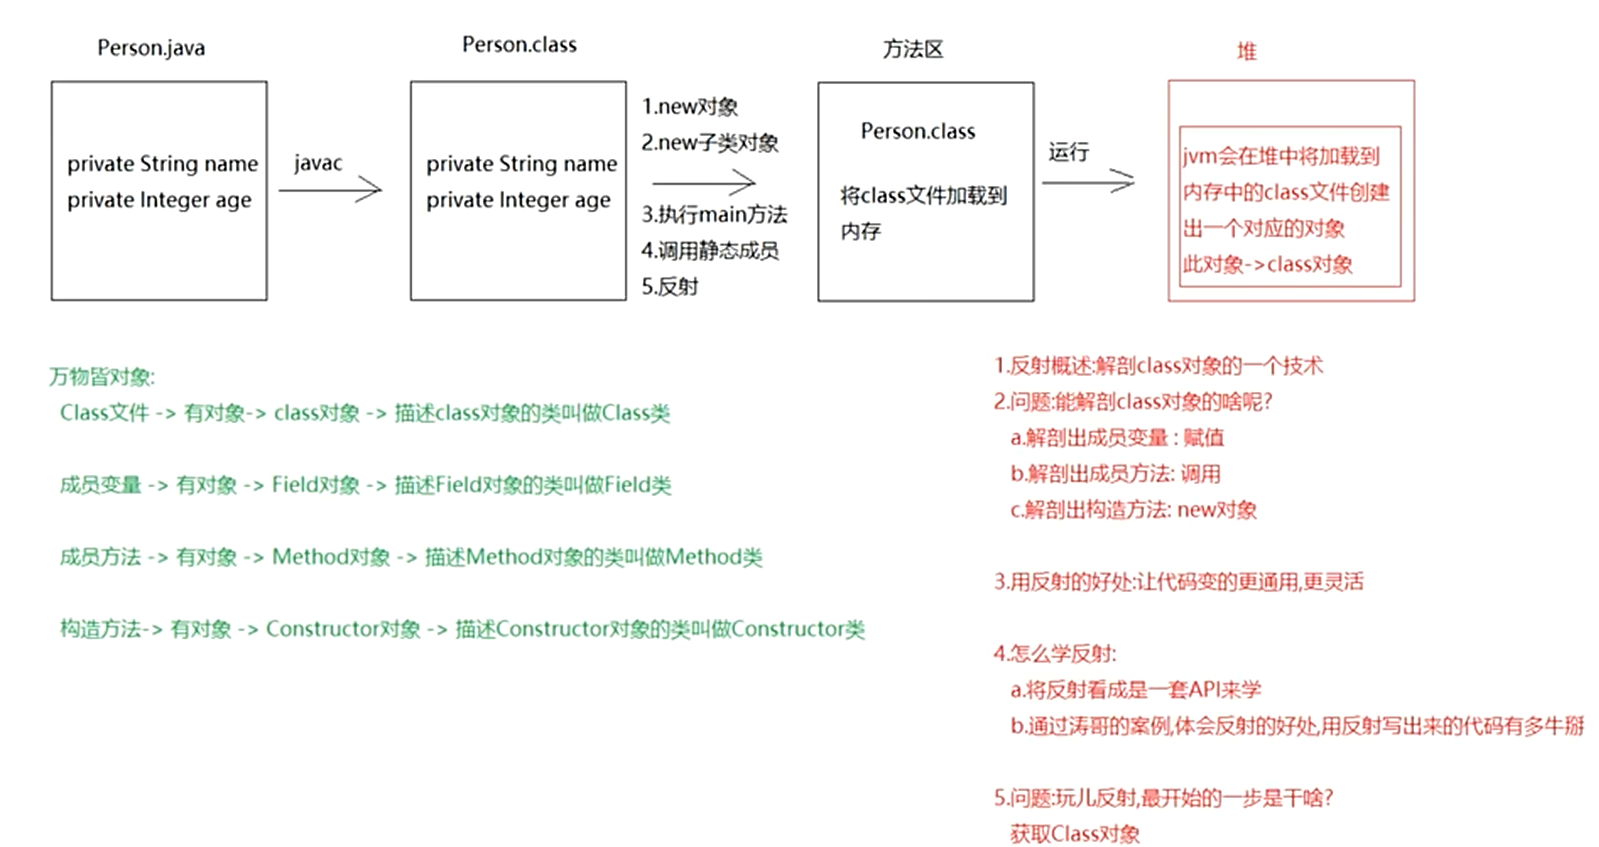 Person.java
private String name
private Integer age
javac
Person.class
private String name
private Integer age
1.new对象
2.new子类对象
3.执行main方法
4.调用静态成员
5.反射
方法区
Person.class
将class文件加载到
内存
运行
堆
jvm会在堆中将加载到
内存中的class文件创建
出一个对应的对象
此对象->class对象
万物皆对象:
Class文件 -> 有对象-> class对象 -> 描述class对象的类叫做Class类
成员变量 -> 有对象 -> Field对象 -> 描述Field对象的类叫做Field类
成员方法 -> 有对象 -> Method对象 -> 描述Method对象的类叫做Method类
构造方法-> 有对象 -> Constructor对象 -> 描述Constructor对象的类叫做Constructor类
1.反射概述:解剖class对象的一个技术
2.问题:能解剖class对象的啥呢?
a.解剖出成员变量 : 赋值
b.解剖出成员方法: 调用
c.解剖出构造方法: new对象
3.用反射的好处:让代码变的更通用,更灵活
4.怎么学反射:
a.将反射看成是一套API来学
b.通过涛哥的案例,体会反射的好处,用反射写出来的代码有多牛掰
5.问题:玩儿反射,最开始的一步是干啥?
获取Class对象